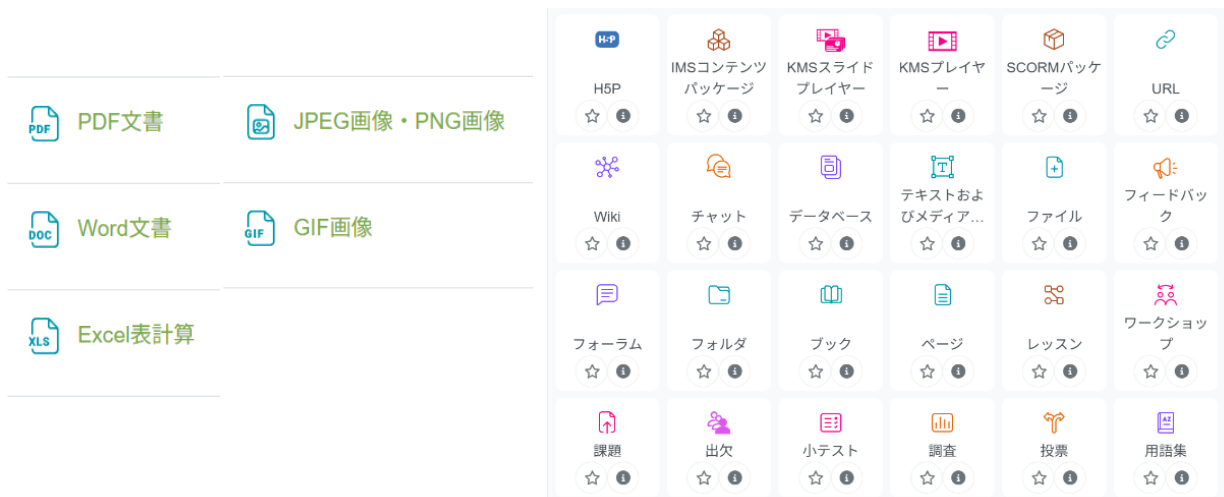 PDF
PDF文書
JPEG画像・PNG画像
DOC
Word文書
GIF
GIF画像
XLS
Excel表計算
H5P
H5P
IMSコンテンツ
パッケージ
KMSスライド
プレイヤー
KMSプレイヤ
ー
SCORMパッケ
ージ
URL
Wiki
チャット
データベース
T
テキストおよ
びメディア…
ファイル
フィードバッ
ク
フォーラム
フォルダ
ブック
ページ
レッスン
ワークショッ
プ
課題
出欠
小テスト
調査
投票
AZ
用語集